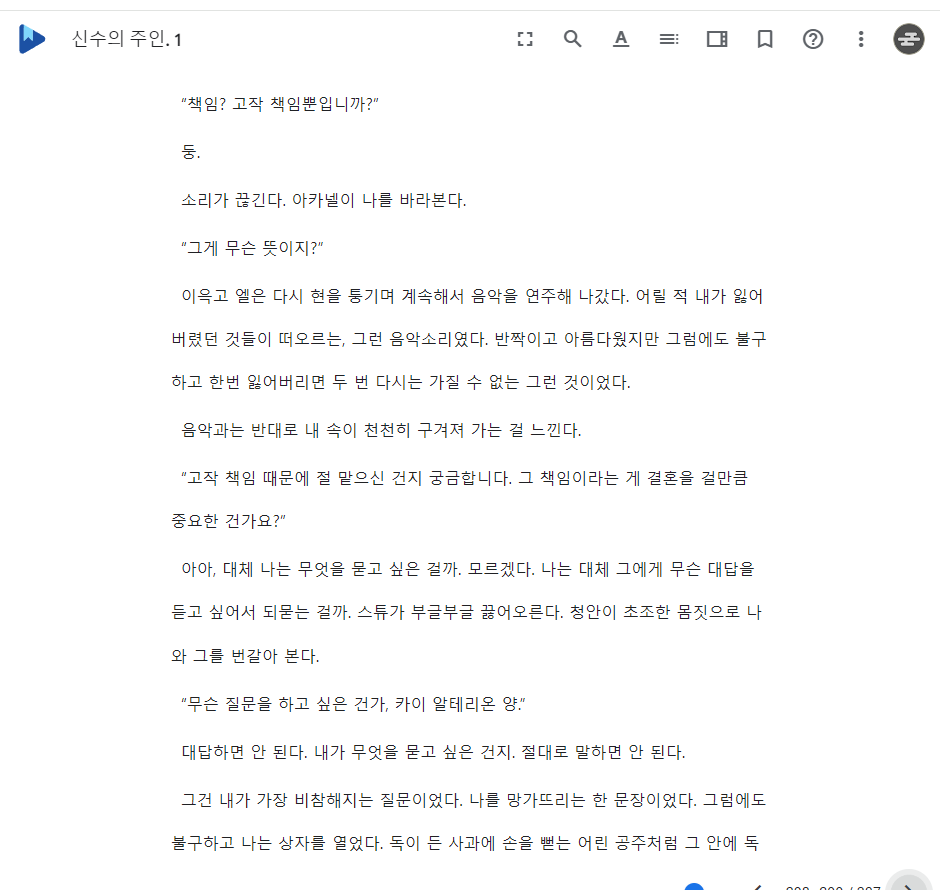 신수의 주인. 1
“책임? 고작 책임뿐입니까?”
둥.
소리가 끊긴다. 아카넬이 나를 바라본다.
“그게 무슨 뜻이지?”
이윽고 엘은 다시 현을 퉁기며 계속해서 음악을 연주해 나갔다. 어릴 적 내가 잃어
버렸던 것들이 떠오르는, 그런 음악소리였다. 반짝이고 아름다웠지만 그럼에도 불구
하고 한번 잃어버리면 두 번 다시는 가질 수 없는 그런 것이었다.
음악과는 반대로 내 속이 천천히 구겨져 가는 걸 느낀다.
“고작 책임 때문에 절 맡으신 건지 궁금합니다. 그 책임이라는 게 결혼을 걸만큼
중요한 건가요?”
아아, 대체 나는 무엇을 묻고 싶은 걸까. 모르겠다. 나는 대체 그에게 무슨 대답을
듣고 싶어서 되묻는 걸까. 스튜가 부글부글 끓어오른다. 청안이 초조한 몸짓으로 나
와 그를 번갈아 본다.
“무슨 질문을 하고 싶은 건가, 카이 알테리온 양.”
대답하면 안 된다. 내가 무엇을 묻고 싶은 건지. 절대로 말하면 안 된다.
그건 내가 가장 비참해지는 질문이었다. 나를 망가뜨리는 한 문장이었다. 그럼에도
불구하고 나는 상자를 열었다. 독이 든 사과에 손을 뻗는 어린 공주처럼 그 안에 독